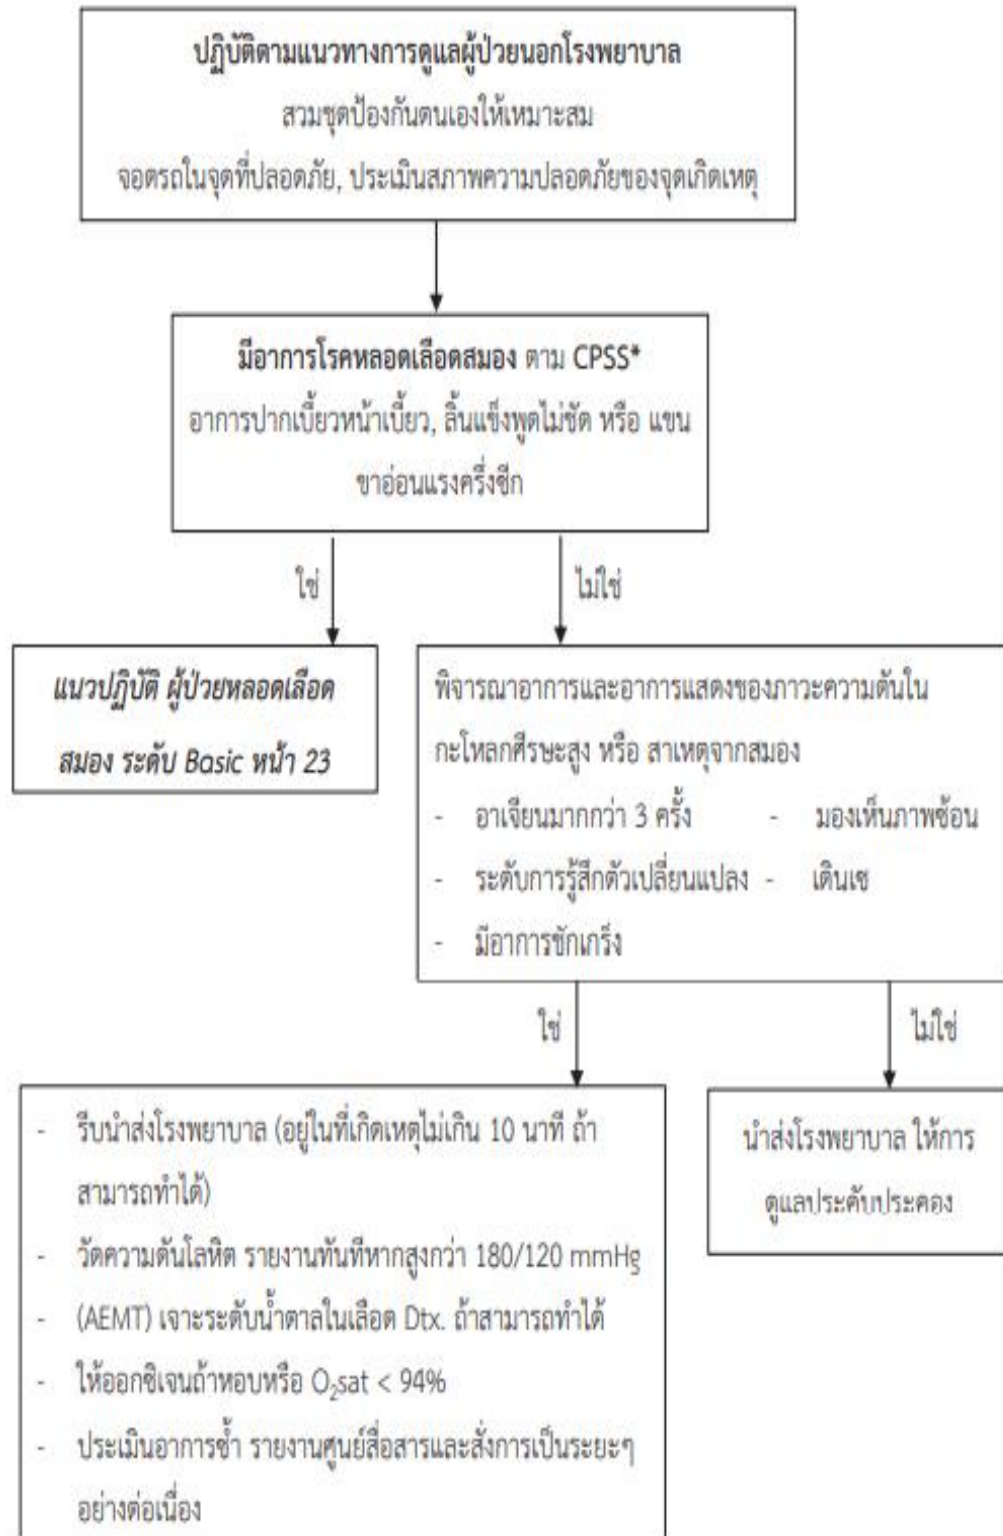 ปฏิบัติตามแนวทางการดูแลผู้ป่วยนอกโรงพยาบาล
สวมชุดป้องกันตนเองให้เหมาะสม
จอดรถในจุดที่ปลอดภัย, ประเมินสภาพความปลอดภัยของจุดเกิดเหตุ
มีอาการโรคหลอดเลือดสมอง ตาม CPSS*
อาการปากเบี้ยวหน้าเบี้ยว, ลิ้นแข็งพูดไม่ชัด หรือ แขน
ขาอ่อนแรงครึ่งซีก
ใช่
ไม่ใช่
แนวปฏิบัติ ผู้ป่วยหลอดเลือด
สมอง ระดับ Basic หน้า 23
พิจารณาอาการและอาการแสดงของภาวะความดันใน
กะโหลกศีรษะสูง หรือ สาเหตุจากสมอง
- อาเจียนมากกว่า 3 ครั้ง - มองเห็นภาพซ้อน
- ระดับการรู้สึกตัวเปลี่ยนแปลง - เดินเซ
- มีอาการชักเกร็ง
ใช่
ไม่ใช่
- รีบนำส่งโรงพยาบาล (อยู่ในที่เกิดเหตุไม่เกิน 10 นาที ถ้า
สามารถทำได้)
- วัดความดันโลหิต รายงานทันทีหากสูงกว่า 180/120 mmHg
- (AEMT) เจาะระดับน้ำตาลในเลือด Dtx. ถ้าสามารถทำได้
- ให้ออกซิเจนถ้าหอบหรือ O₂sat < 94%
- ประเมินอาการซ้ำ รายงานศูนย์สื่อสารและสั่งการเป็นระยะๆ
อย่างต่อเนื่อง
นำส่งโรงพยาบาล ให้การ
ดูแลประคับประคอง